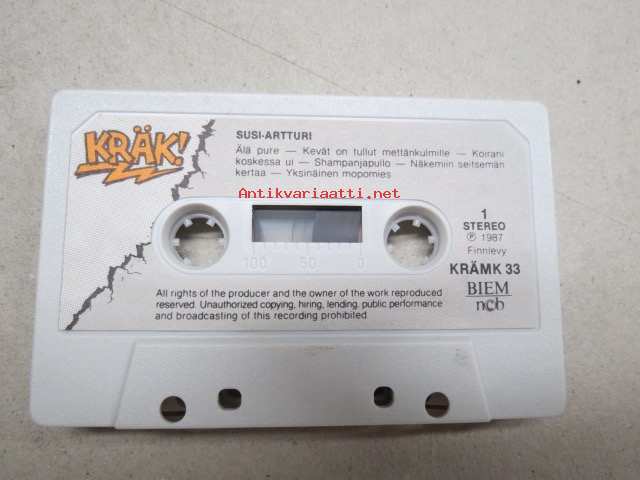 KRÄK!
SUSI-ARTTURI
Älä pure — Kevät on tullut mettänkulmille — Koirani
koskessa ui — Shampanjapullo — Näkemiin seitsemän
kertaa — Yksinäinen mopomies
Antikvariaatti.net
1
STEREO
℗ 1987
Finnlevy
KRÄMK 33
BIEM
ncb
100 50 0
All rights of the producer and the owner of the work reproduced
reserved. Unauthorized copying, hiring, lending, public performance
and broadcasting of this recording prohibited.